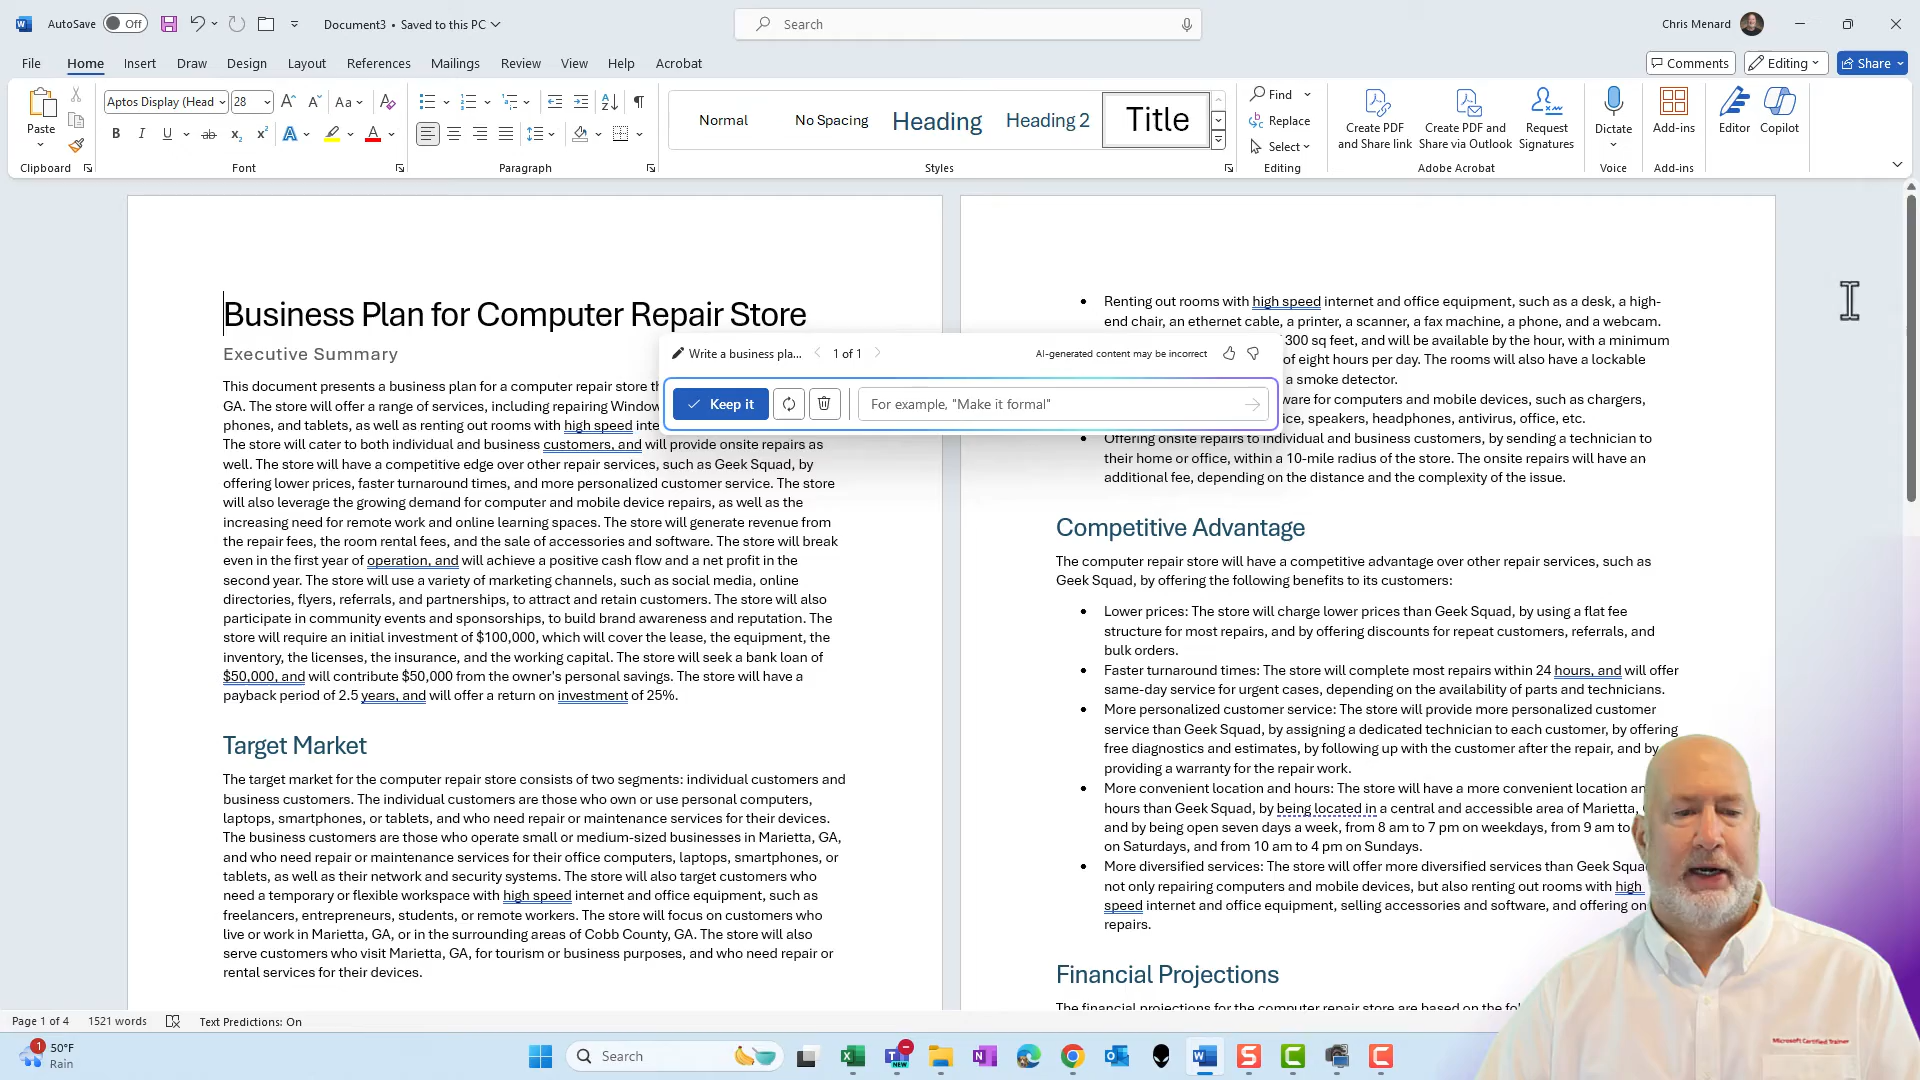 AutoSave Off Document3 • Saved to this PC Search Chris Menard
File Home Insert Draw Design Layout References Mailings Review View Help Acrobat Comments Editing Share
Paste
Clipboard
Aptos Display (Head 28
Font
Paragraph
Normal No Spacing Heading Heading 2 Title
Styles
Find
Replace
Select
Editing
Create PDF and Share link
Create PDF and Share via Outlook
Request Signatures
Adobe Acrobat
Dictate
Voice
Add-ins
Add-ins
Editor
Copilot
Business Plan for Computer Repair Store
Executive Summary
This document presents a business plan for a computer repair store
GA. The store will offer a range of services, including repairing Window
phones, and tablets, as well as renting out rooms with high speed
The store will cater to both individual and business customers, and will provide onsite repairs as
well. The store will have a competitive edge over other repair services, such as Geek Squad, by
offering lower prices, faster turnaround times, and more personalized customer service. The store
will also leverage the growing demand for computer and mobile device repairs, as well as the
increasing need for remote work and online learning spaces. The store will generate revenue from
the repair fees, the room rental fees, and the sale of accessories and software. The store will break
even in the first year of operation, and will achieve a positive cash flow and a net profit in the
second year. The store will use a variety of marketing channels, such as social media, online
directories, flyers, referrals, and partnerships, to attract and retain customers. The store will also
participate in community events and sponsorships, to build brand awareness and reputation. The
store will require an initial investment of $100,000, which will cover the lease, the equipment, the
inventory, the licenses, the insurance, and the working capital. The store will seek a bank loan of
$50,000, and will contribute $50,000 from the owner's personal savings. The store will have a
payback period of 2.5 years, and will offer a return on investment of 25%.
Target Market
The target market for the computer repair store consists of two segments: individual customers and
business customers. The individual customers are those who own or use personal computers,
laptops, smartphones, or tablets, and who need repair or maintenance services for their devices.
The business customers are those who operate small or medium-sized businesses in Marietta, GA,
and who need repair or maintenance services for their office computers, laptops, smartphones, or
tablets, as well as their network and security systems. The store will also target customers who
need a temporary or flexible workspace with high speed internet and office equipment, such as
freelancers, entrepreneurs, students, or remote workers. The store will focus on customers who
live or work in Marietta, GA, or in the surrounding areas of Cobb County, GA. The store will also
serve customers who visit Marietta, GA, for tourism or business purposes, and who need repair or
rental services for their devices.
Write a business pla... 1 of 1 AI-generated content may be incorrect
Keep it For example, "Make it formal"
• Renting out rooms with high speed internet and office equipment, such as a desk, a high-
end chair, an ethernet cable, a printer, a scanner, a fax machine, a phone, and a webcam.
300 sq feet, and will be available by the hour, with a minimum
of eight hours per day. The rooms will also have a lockable
a smoke detector.
ware for computers and mobile devices, such as chargers,
ice, speakers, headphones, antivirus, office, etc.
• Offering onsite repairs to individual and business customers, by sending a technician to
their home or office, within a 10-mile radius of the store. The onsite repairs will have an
additional fee, depending on the distance and the complexity of the issue.
Competitive Advantage
The computer repair store will have a competitive advantage over other repair services, such as
Geek Squad, by offering the following benefits to its customers:
• Lower prices: The store will charge lower prices than Geek Squad, by using a flat fee
structure for most repairs, and by offering discounts for repeat customers, referrals, and
bulk orders.
• Faster turnaround times: The store will complete most repairs within 24 hours, and will offer
same-day service for urgent cases, depending on the availability of parts and technicians.
• More personalized customer service: The store will provide more personalized customer
service than Geek Squad, by assigning a dedicated technician to each customer, by offering
free diagnostics and estimates, by following up with the customer after the repair, and by
providing a warranty for the repair work.
• More convenient location and hours: The store will have a more convenient location an
hours than Geek Squad, by being located in a central and accessible area of Marietta,
and by being open seven days a week, from 8 am to 7 pm on weekdays, from 9 am to
on Saturdays, and from 10 am to 4 pm on Sundays.
• More diversified services: The store will offer more diversified services than Geek Squa
not only repairing computers and mobile devices, but also renting out rooms with high
speed internet and office equipment, selling accessories and software, and offering on
repairs.
Financial Projections
The financial projections for the computer repair store are based on the fol
Microsoft Certified Trainer
Page 1 of 4 1521 words Text Predictions: On
1 50°F
Rain
Search
NEW